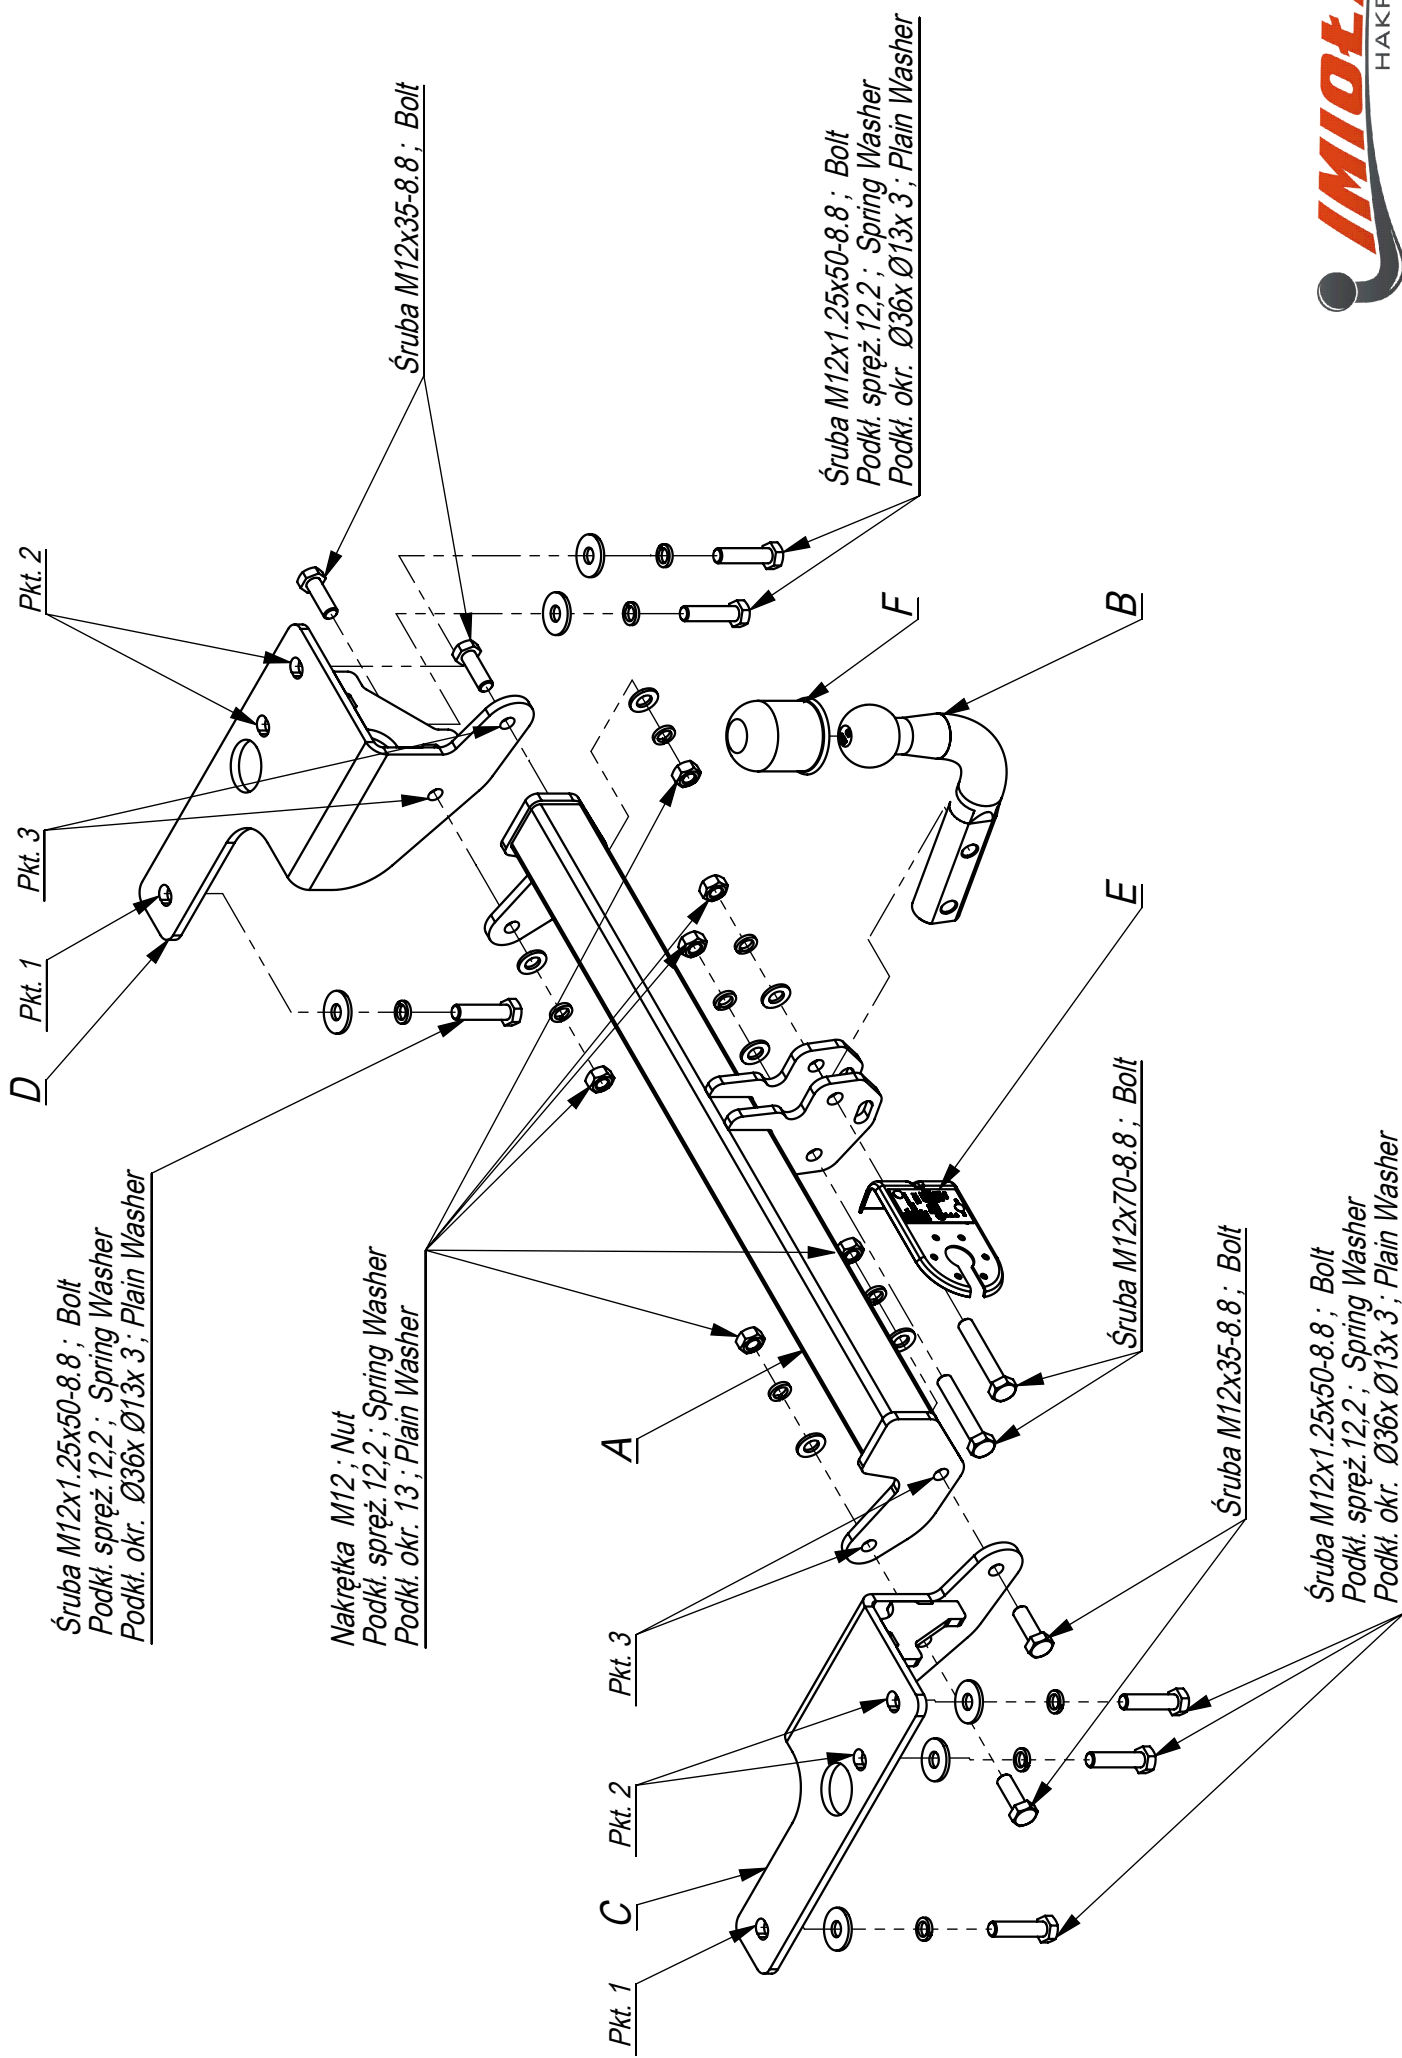 Śruba M12x1.25x50-8.8 ; Bolt
Podkł. spręż.12,2 ; Spring Washer
Podkł. okr. Ø36x Ø13x 3 ; Plain Washer
D
Pkt. 1
Pkt. 3
Pkt. 2
Nakrętka M12 ; Nut
Podkł. spręż.12,2 ; Spring Washer
Podkł. okr. 13 ; Plain Washer
Śruba M12x35-8.8 ; Bolt
Pkt. 1
C
Pkt. 2
Pkt. 3
A
Śruba M12x1.25x50-8.8 ; Bolt
Podkł. spręż.12,2 ; Spring Washer
Podkł. okr. Ø36x Ø13x 3 ; Plain Washer
F
B
E
Śruba M12x70-8.8 ; Bolt
Śruba M12x35-8.8 ; Bolt
Śruba M12x1.25x50-8.8 ; Bolt
Podkł. spręż.12,2 ; Spring Washer
Podkł. okr. Ø36x Ø13x 3 ; Plain Washer